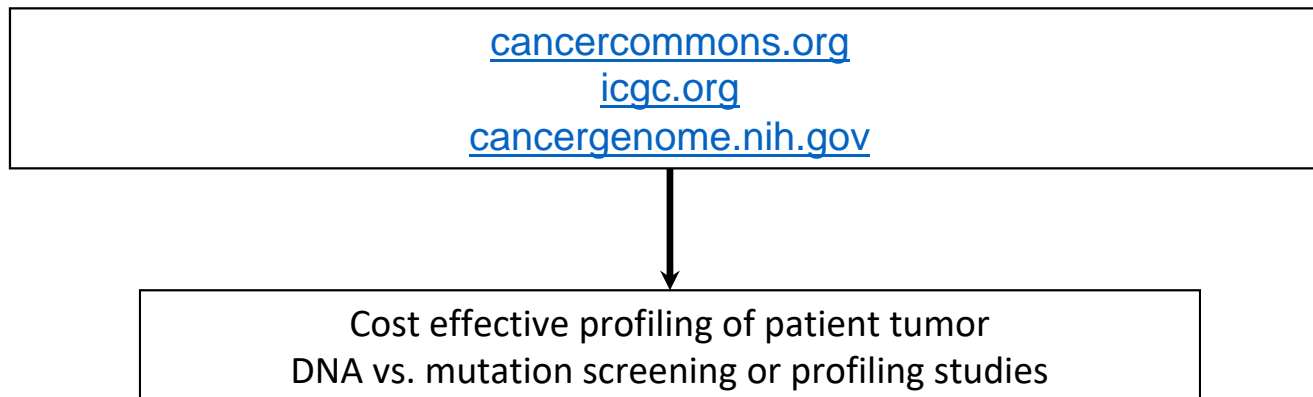 cancercommons.org
icgc.org
cancergenome.nih.gov
Cost effective profiling of patient tumor
DNA vs. mutation screening or profiling studies